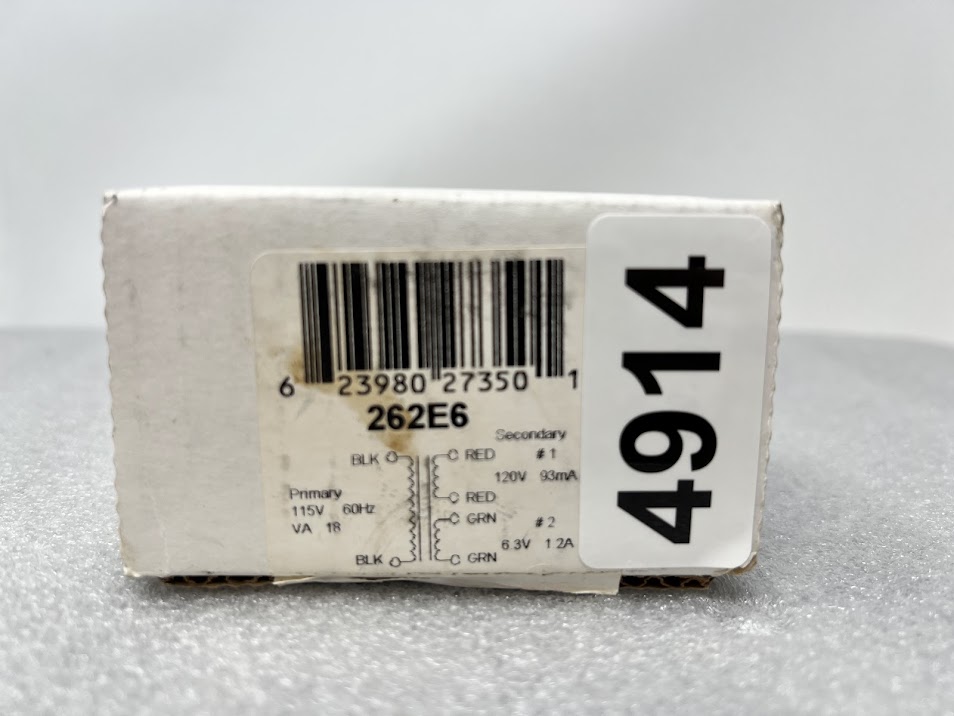 6 23980 27350 1
262E6
Secondary
BLK RED # 1
120V 93mA
Primary RED
115V 60Hz GRN # 2
VA 18 6.3V 1 2A
BLK GRN
4914